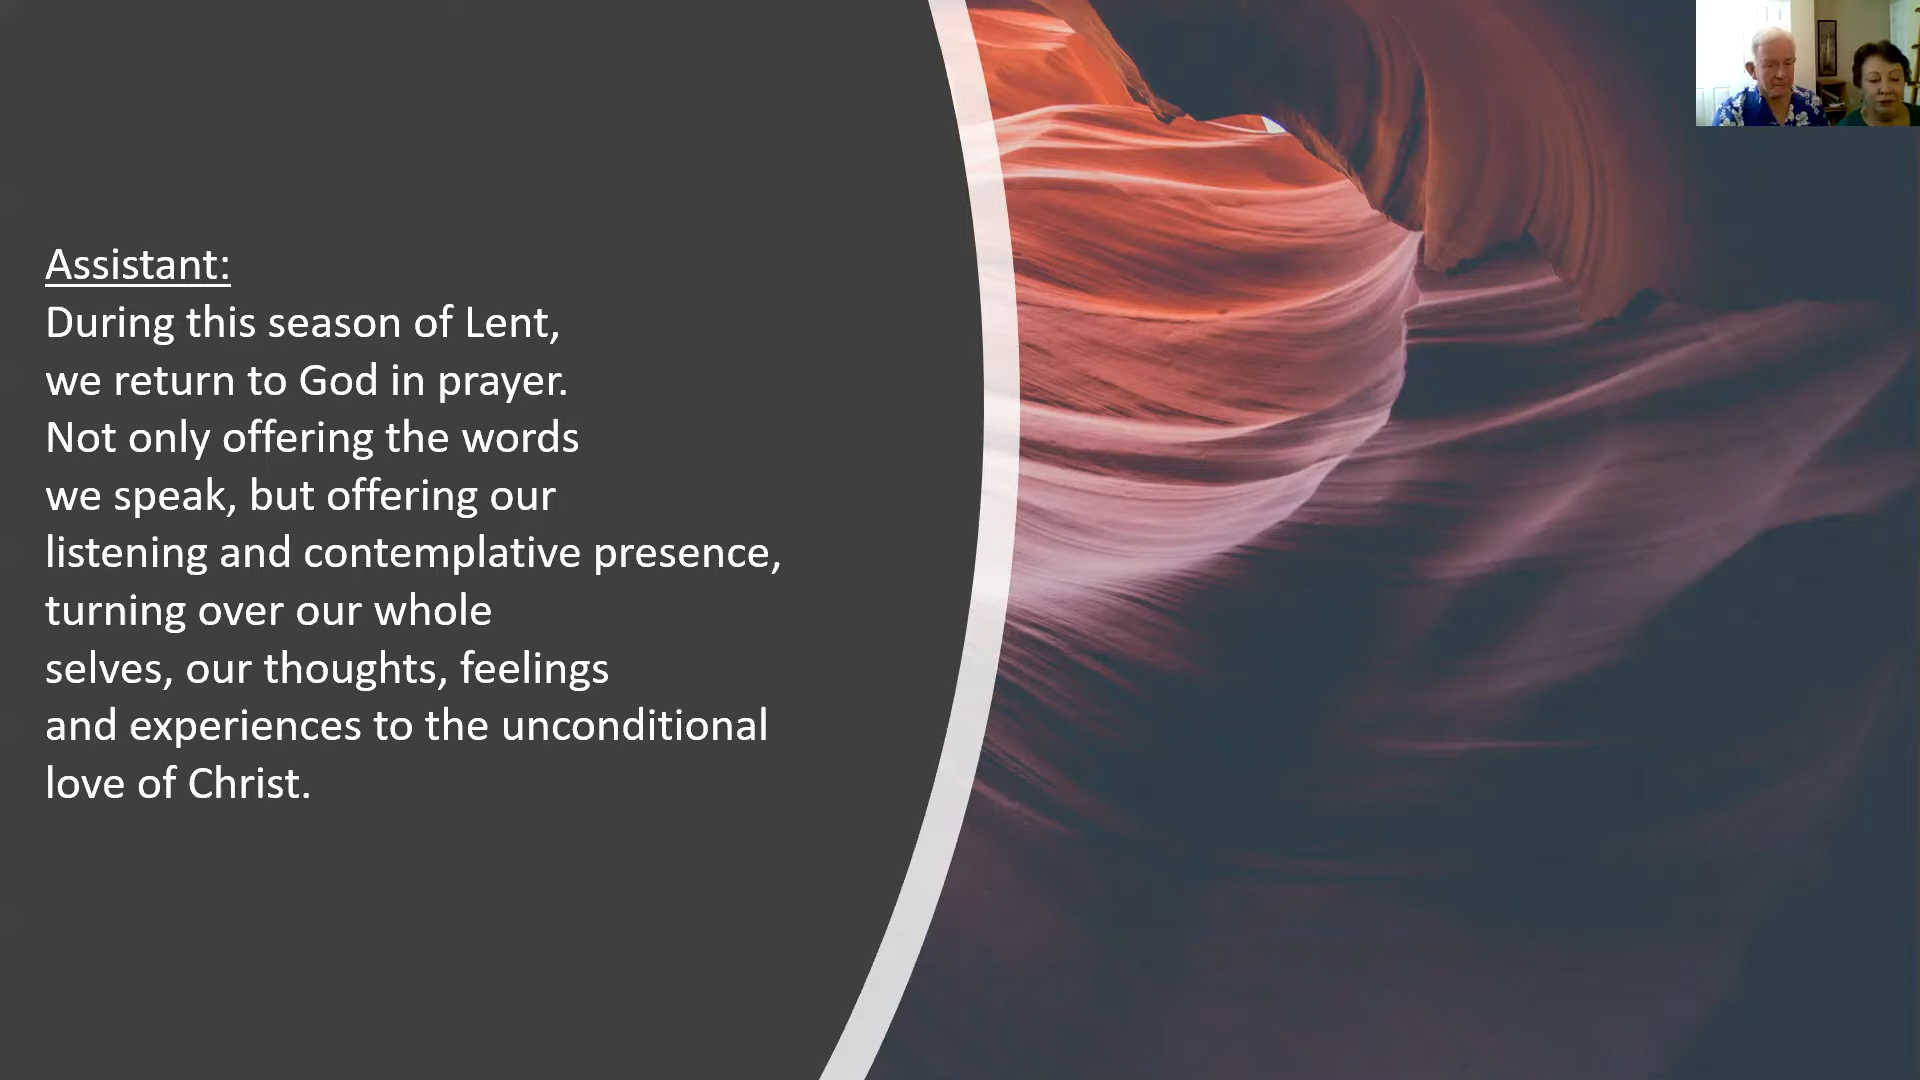 Assistant:
During this season of Lent,
we return to God in prayer.
Not only offering the words
we speak, but offering our
listening and contemplative presence,
turning over our whole
selves, our thoughts, feelings
and experiences to the unconditional
love of Christ.